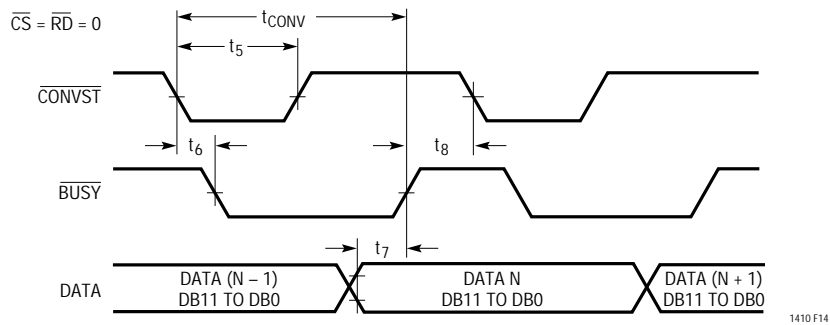 CS = RD = 0
tCONV
t5
CONVST
t6
t8
BUSY
t7
DATA
DATA (N – 1)
DB11 TO DB0
DATA N
DB11 TO DB0
DATA (N + 1)
DB11 TO DB0
1410 F14